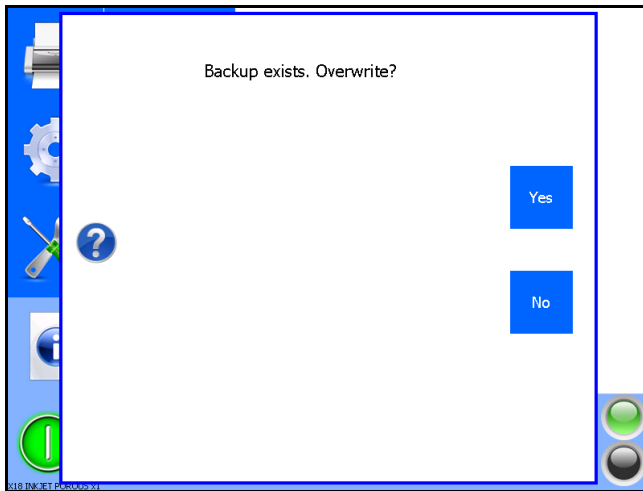 Backup exists. Overwrite?
Yes
No
X18 INKJET POROUS x1